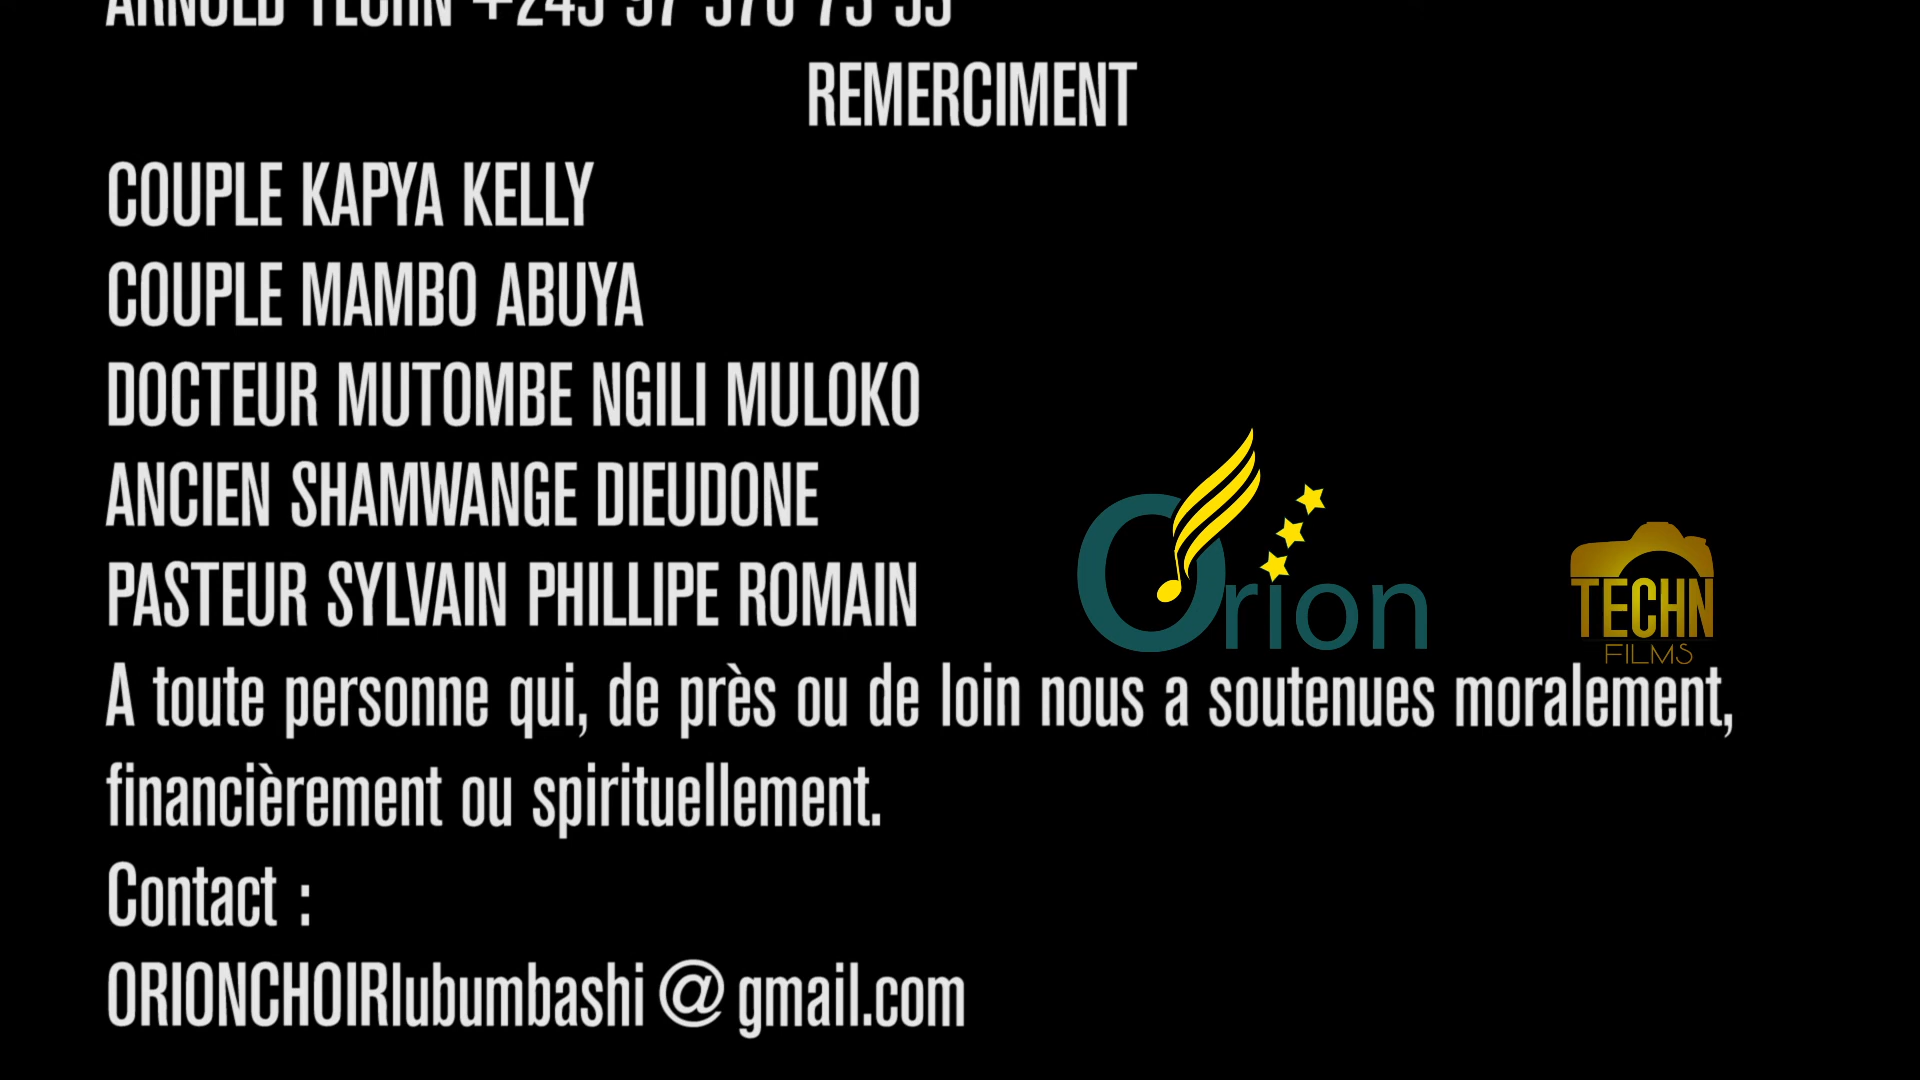 ARNOLD TECHN
REMERCIMENT
COUPLE KAPYA KELLY
COUPLE MAMBO ABUYA
DOCTEUR MUTOMBE NGILI MULOKO
ANCIEN SHAMWANGE DIEUDONE
PASTEUR SYLVAIN PHILLIPE ROMAIN
Orion
TECHN
FILMS
A toute personne qui, de près ou de loin nous a soutenues moralement,
financièrement ou spirituellement.
Contact :
ORIONCHOIRlubumbashi@gmail.com